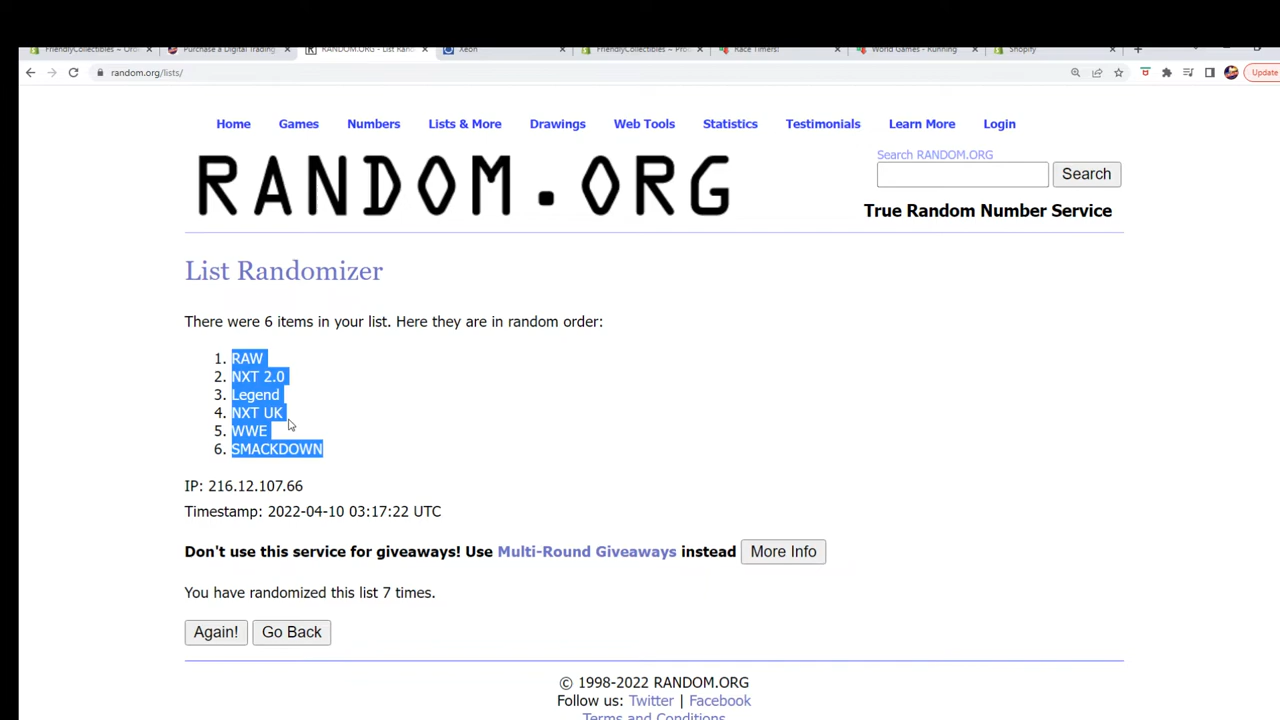 FriendlyCollectibles ~ Or
Purchase a Digital Trading
RANDOM.ORG - List Ran
Xeon
FriendlyCollectibles ~ Pro
Race Timers!
World Games - Running
Shopify
random.org/lists/
Update
Home Games Numbers Lists & More Drawings Web Tools Statistics Testimonials Learn More Login
RANDOM.ORG
Search RANDOM.ORG
Search
True Random Number Service
List Randomizer
There were 6 items in your list. Here they are in random order:
1. RAW
2. NXT 2.0
3. Legend
4. NXT UK
5. WWE
6. SMACKDOWN
IP: 216.12.107.66
Timestamp: 2022-04-10 03:17:22 UTC
Don't use this service for giveaways! Use Multi-Round Giveaways instead More Info
You have randomized this list 7 times.
Again! Go Back
© 1998-2022 RANDOM.ORG
Follow us: Twitter | Facebook
Terms and Conditions